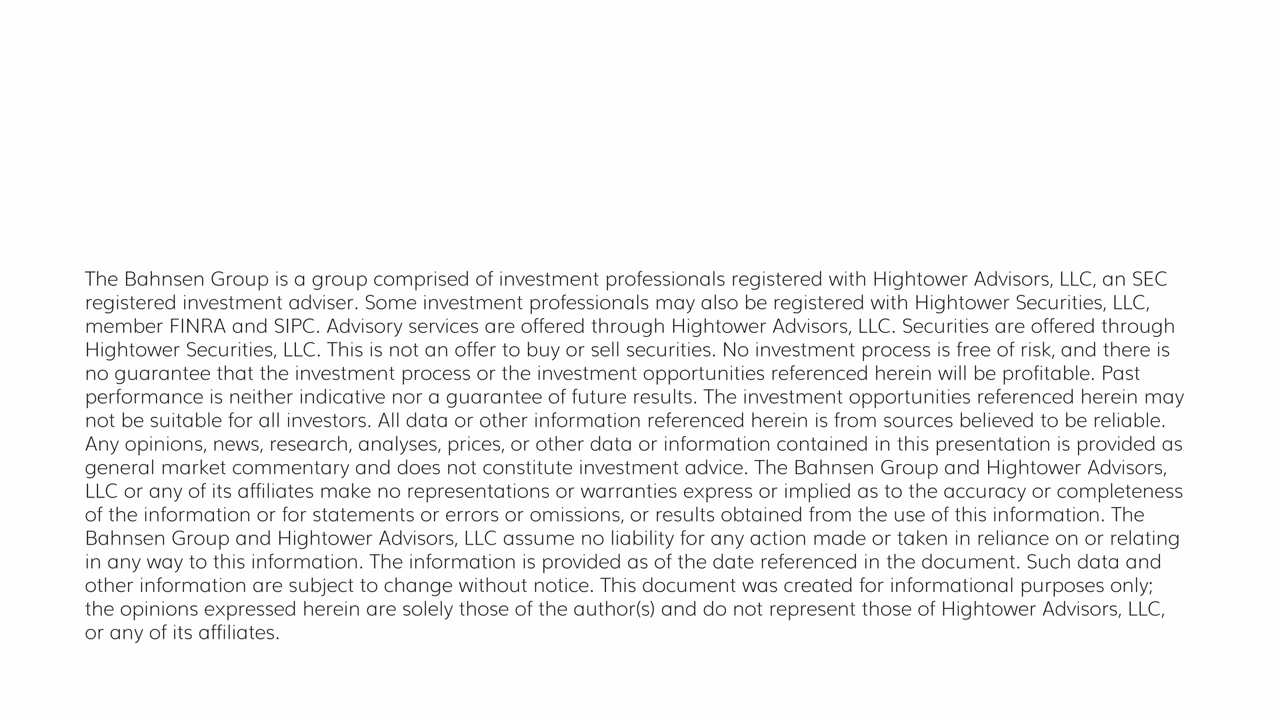 The Bahnsen Group is a group comprised of investment professionals registered with Hightower Advisors, LLC, an SEC
registered investment adviser. Some investment professionals may also be registered with Hightower Securities, LLC,
member FINRA and SIPC. Advisory services are offered through Hightower Advisors, LLC. Securities are offered through
Hightower Securities, LLC. This is not an offer to buy or sell securities. No investment process is free of risk, and there is
no guarantee that the investment process or the investment opportunities referenced herein will be profitable. Past
performance is neither indicative nor a guarantee of future results. The investment opportunities referenced herein may
not be suitable for all investors. All data or other information referenced herein is from sources believed to be reliable.
Any opinions, news, research, analyses, prices, or other data or information contained in this presentation is provided as
general market commentary and does not constitute investment advice. The Bahnsen Group and Hightower Advisors,
LLC or any of its affiliates make no representations or warranties express or implied as to the accuracy or completeness
of the information or for statements or errors or omissions, or results obtained from the use of this information. The
Bahnsen Group and Hightower Advisors, LLC assume no liability for any action made or taken in reliance on or relating
in any way to this information. The information is provided as of the date referenced in the document. Such data and
other information are subject to change without notice. This document was created for informational purposes only;
the opinions expressed herein are solely those of the author(s) and do not represent those of Hightower Advisors, LLC,
or any of its affiliates.